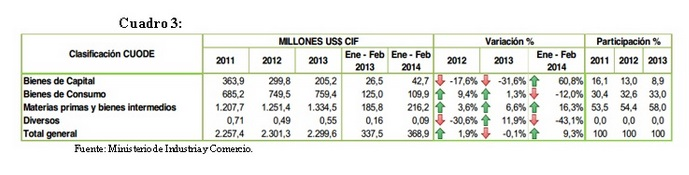 Cuadro 3:
Clasificación CUODE MILLONES US$ CIF Variación % Participación %
2011 2012 2013 Ene - Feb 2013 Ene - Feb 2014 2012 2013 Ene - Feb 2014 2011 2012 2013
Bienes de Capital 363,9 299,8 205,2 26,5 42,7 -17,6% -31,6% 60,8% 16,1 13,0 8,9
Bienes de Consumo 685,2 749,5 759,4 125,0 109,9 9,4% 1,3% -12,0% 30,4 32,6 33,0
Materias primas y bienes intermedios 1.207,7 1.251,4 1.334,5 185,8 216,2 3,6% 6,6% 16,3% 53,5 54,4 58,0
Diversos 0,71 0,49 0,55 0,16 0,09 -30,6% 11,9% -43,1% 0,0 0,0 0,0
Total general 2.257,4 2.301,3 2.299,6 337,5 368,9 1,9% -0,1% 9,3% 100 100 100
Fuente: Ministerio de Industria y Comercio.